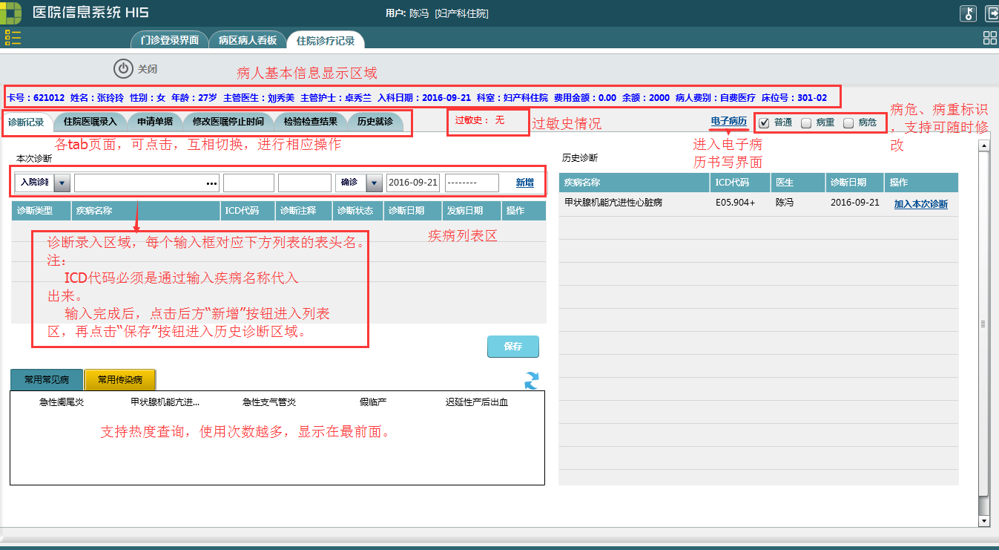 医院信息系统 HIS
用户: 陈冯 [妇产科住院]
门诊登录界面 病区病人看板 住院诊疗记录
关闭
病人基本信息显示区域
卡号：621012 姓名：张玲玲 性别：女 年龄：27岁 主管医生：刘秀美 主管护士：卓秀兰 入科日期：2016-09-21 科室：妇产科住院 费用金额：0.00 余额：2000 病人费别：自费医疗 床位号：301-02
诊断记录 住院医嘱录入 申请单据 修改医嘱停止时间 检验检查结果 历史就诊
过敏史： 无
过敏史情况
电子病历
普通 病重 病危
病危、病重标识
，支持可随时修
改
各tab页面，可点击，互相切换，进行相应操作
进入电子病
历书写界面
本次诊断
历史诊断
入院诊 ... 确诊 2016-09-21 -------- 新增
诊断类型 疾病名称 ICD代码 诊断注释 诊断状态 诊断日期 发病日期 操作
疾病名称 ICD代码 医生 诊断日期 操作
甲状腺机能亢进性心脏病 E05.904+ 陈冯 2016-09-21 加入本次诊断
疾病列表区
诊断录入区域，每个输入框对应下方列表的表头名。
注：
ICD代码必须是通过输入疾病名称代入
出来。
输入完成后，点击后方“新增”按钮进入列表
区，再点击“保存”按钮进入历史诊断区域。
保存
常用常见病 常用传染病
急性阑尾炎 甲状腺机能亢进... 急性支气管炎 假临产 迟延性产后出血
支持热度查询，使用次数越多，显示在最前面。